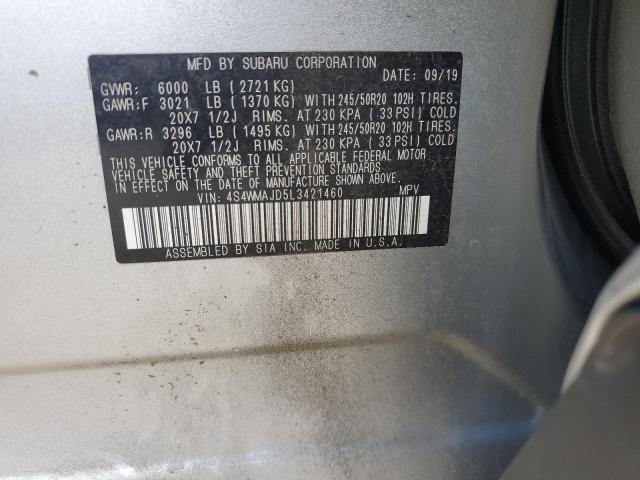 MFD BY SUBARU CORPORATION
DATE: 09/19
GVWR: 6000 LB ( 2721 KG)
GAWR:F 3021 LB ( 1370 KG) WITH 245/50R20 102H TIRES.
20X7 1/2J RIMS. AT 230 KPA ( 33 PSI) COLD
GAWR:R 3296 LB ( 1495 KG) WITH 245/50R20 102H TIRES.
20X7 1/2J RIMS. AT 230 KPA ( 33 PSI) COLD
THIS VEHICLE CONFORMS TO ALL APPLICABLE FEDERAL MOTOR
VEHICLE SAFETY AND THEFT PREVENTION STANDARDS IN EFFECT
ON THE DATE OF MANUFACTURE SHOWN ABOVE.
VIN: 4S4WMAJD5L3421460 MPV
ASSEMBLED BY SIA INC. MADE IN U.S.A.